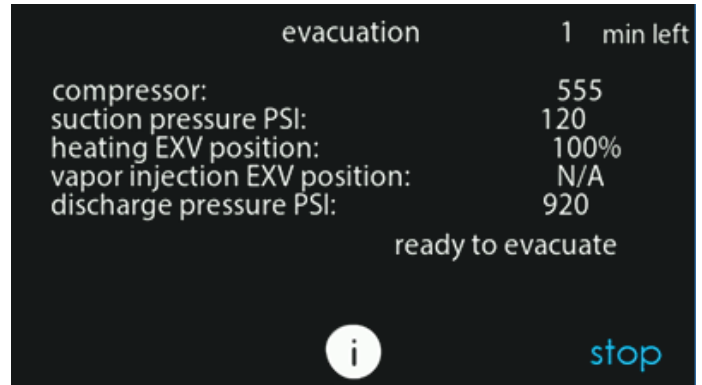 evacuation 1 min left
compressor: 555
suction pressure PSI: 120
heating EXV position: 100%
vapor injection EXV position: N/A
discharge pressure PSI: 920
ready to evacuate
i
stop